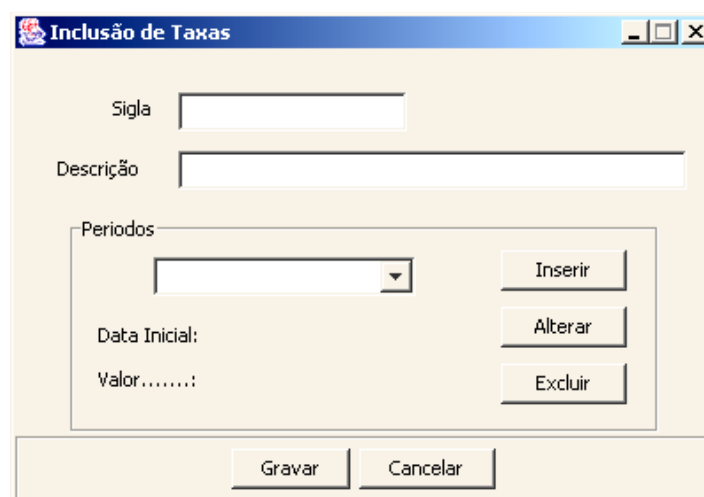 Inclusão de Taxas
Sigla
Descrição
Periodos
Inserir
Data Inicial:
Alterar
Valor.......:
Excluir
Gravar Cancelar